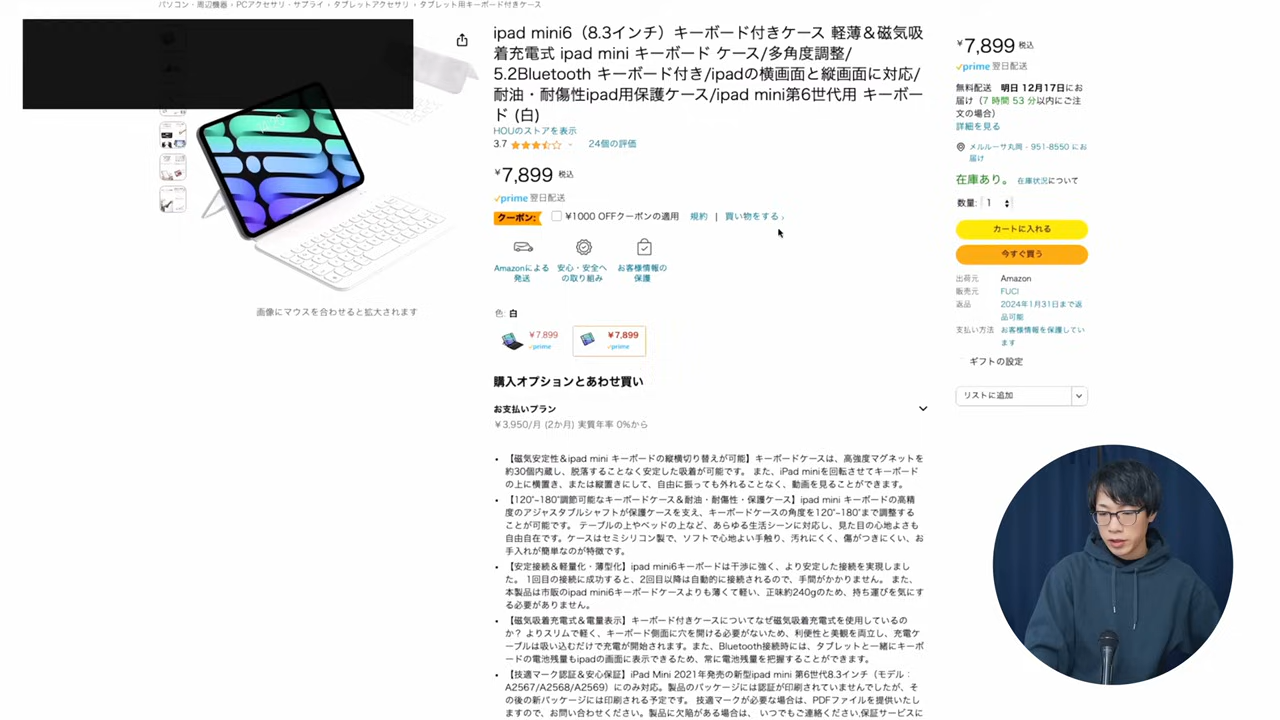 パソコン・周辺機器 › PCアクセサリ・サプライ › タブレットアクセサリ › タブレット用キーボード付きケース
ipad mini6（8.3インチ）キーボード付きケース 軽薄＆磁気吸
着充電式 ipad mini キーボード ケース/多角度調整/
5.2Bluetooth キーボード付き/ipadの横画面と縦画面に対応/
耐油・耐傷性ipad用保護ケース/ipad mini第6世代用 キーボー
ド (白)
HOUのストアを表示
3.7
24個の評価
¥7,899 税込
prime 翌日配送
クーポン: ¥1000 OFFクーポンの適用 規約 | 買い物をする ›
Amazonによる
発送
安心・安全へ
の取り組み
お客様情報の
保護
画像にマウスを合わせると拡大されます
色: 白
¥7,899
prime
¥7,899
prime
購入オプションとあわせ買い
お支払いプラン
￥3,950/月 (2か月) 実質年率 0%から
• 【磁気安定性＆ipad mini キーボードの縦横切り替えが可能】キーボードケースは、高強度マグネットを
約30個内蔵し、脱落することなく安定した吸着が可能です。 また、iPad miniを回転させてキーボード
の上に横置き、または縦置きにして、自由に振っても外れることなく、動画を見ることができます。
• 【120°-180°調節可能なキーボードケース＆耐油・耐傷性・保護ケース】ipad mini キーボードの高精
度のアジャスタブルシャフトが保護ケースを支え、キーボードケースの角度を120°-180°まで調整する
ことが可能です。 テーブルの上やベッドの上など、あらゆる生活シーンに対応し、見た目の心地よさも
自由自在です。ケースはセミシリコン製で、ソフトで心地よい手触り、汚れにくく、傷がつきにくい、お
手入れが簡単なのが特徴です。
• 【安定接続＆軽量化・薄型化】ipad mini6キーボードは干渉に強く、より安定した接続を実現しまし
た。 1回目の接続に成功すると、2回目以降は自動的に接続されるので、手間がかかりません。 また、
本製品は市販のipad mini6キーボードケースよりも薄くて軽い、正味約240gのため、持ち運びを気にす
る必要がありません。
• 【磁気吸着充電式＆電量表示】キーボード付きケースについてなぜ磁気吸着充電式を使用しているの
か？ よりスリムで軽く、キーボード側面に穴を開ける必要がないため、利便性と美観を両立し、充電ケ
ーブルは吸い込むだけで充電が開始されます。また、Bluetooth接続時には、タブレットと一緒にキーボ
ードの電池残量もipadの画面に表示できるため、常に電池残量を把握することができます。
• 【技適マーク認証＆安心保証】iPad Mini 2021年発売の新型ipad mini 第6世代8.3インチ（モデル：
A2567/A2568/A2569）にのみ対応。製品のパッケージには認証が印刷されていませんでしたが、そ
の後の新パッケージには印刷される予定です。 技適マークが必要な場合は、PDFファイルを提供いたし
ますので、お問い合わせください。製品に欠陥がある場合は、 いつでもご連絡ください,保証サービスに
¥7,899 税込
prime 翌日配送
無料配送 明日 12月17日にお
届け（7 時間 53 分以内にご注
文の場合）
詳細を見る
メルルーサ丸岡 - 951-8550 にお
届け
在庫あり。 在庫状況について
数量: 1
カートに入れる
今すぐ買う
出荷元 Amazon
販売元 FUCI
返品 2024年1月31日まで返
品可能
支払い方法 お客様情報を保護してい
ます
ギフトの設定
リストに追加